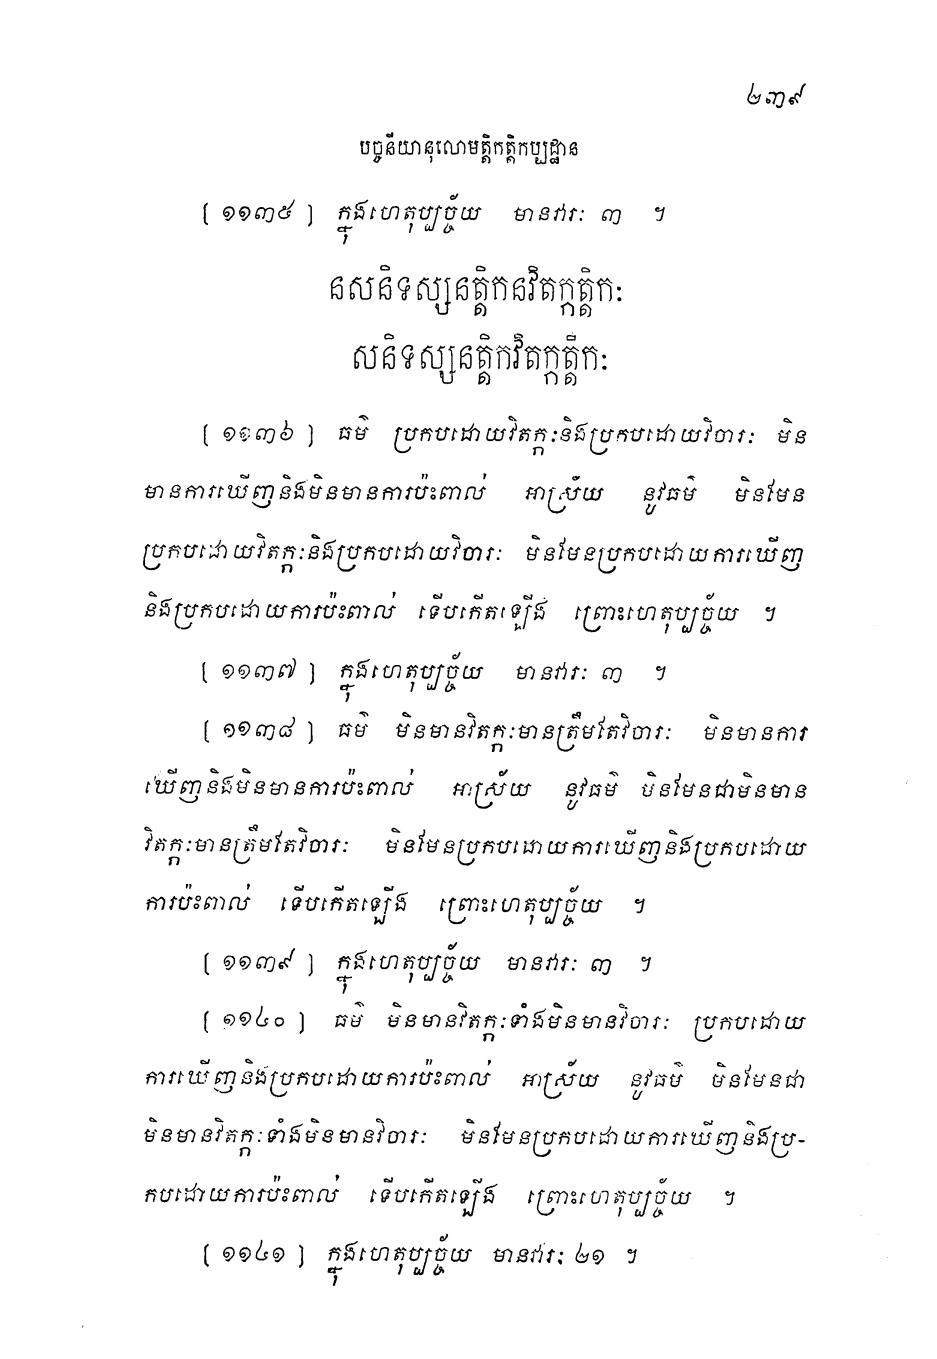 ២៣៩
បច្ចនីយានុលោមត្តិកត្តិកប្បដ្ឋាន
[ ១១៣៥ ] ក្នុងហេតុប្បច្ច័យ មានវារៈ ៣ ។
នសនិទស្សនត្តិកនវិតក្កត្តិកៈ
សនិទស្សនត្តិកវិតក្កត្តិកៈ
[ ១១៣៦ ] ធម៌ ប្រកបដោយវិតក្កៈនិងប្រកបដោយវិចារៈ មិន
មានការឃើញនិងមិនមានការប៉ះពាល់ អាស្រ័យ នូវធម៌ មិនមែន
ប្រកបដោយវិតក្កៈនិងប្រកបដោយវិចារៈ មិនមែនប្រកបដោយការឃើញ
និងប្រកបដោយការប៉ះពាល់ ទើបកើតឡើង ព្រោះហេតុប្បច្ច័យ ។
[ ១១៣៧ ] ក្នុងហេតុប្បច្ច័យ មានវារៈ ៣ ។
[ ១១៣៨ ] ធម៌ មិនមានវិតក្កៈមានត្រឹមតែវិចារៈ មិនមានការ
ឃើញនិងមិនមានការប៉ះពាល់ អាស្រ័យ នូវធម៌ មិនមែនជាមិនមាន
វិតក្កៈមានត្រឹមតែវិចារៈ មិនមែនប្រកបដោយការឃើញនិងប្រកបដោយ
ការប៉ះពាល់ ទើបកើតឡើង ព្រោះហេតុប្បច្ច័យ ។
[ ១១៣៩ ] ក្នុងហេតុប្បច្ច័យ មានវារៈ ៣ ។
[ ១១៤០ ] ធម៌ មិនមានវិតក្កៈទាំងមិនមានវិចារៈ ប្រកបដោយ
ការឃើញនិងប្រកបដោយការប៉ះពាល់ អាស្រ័យ នូវធម៌ មិនមែនជា
មិនមានវិតក្កៈទាំងមិនមានវិចារៈ មិនមែនប្រកបដោយការឃើញនិងប្រ-
កបដោយការប៉ះពាល់ ទើបកើតឡើង ព្រោះហេតុប្បច្ច័យ ។
[ ១១៤១ ] ក្នុងហេតុប្បច្ច័យ មានវារៈ ២១ ។